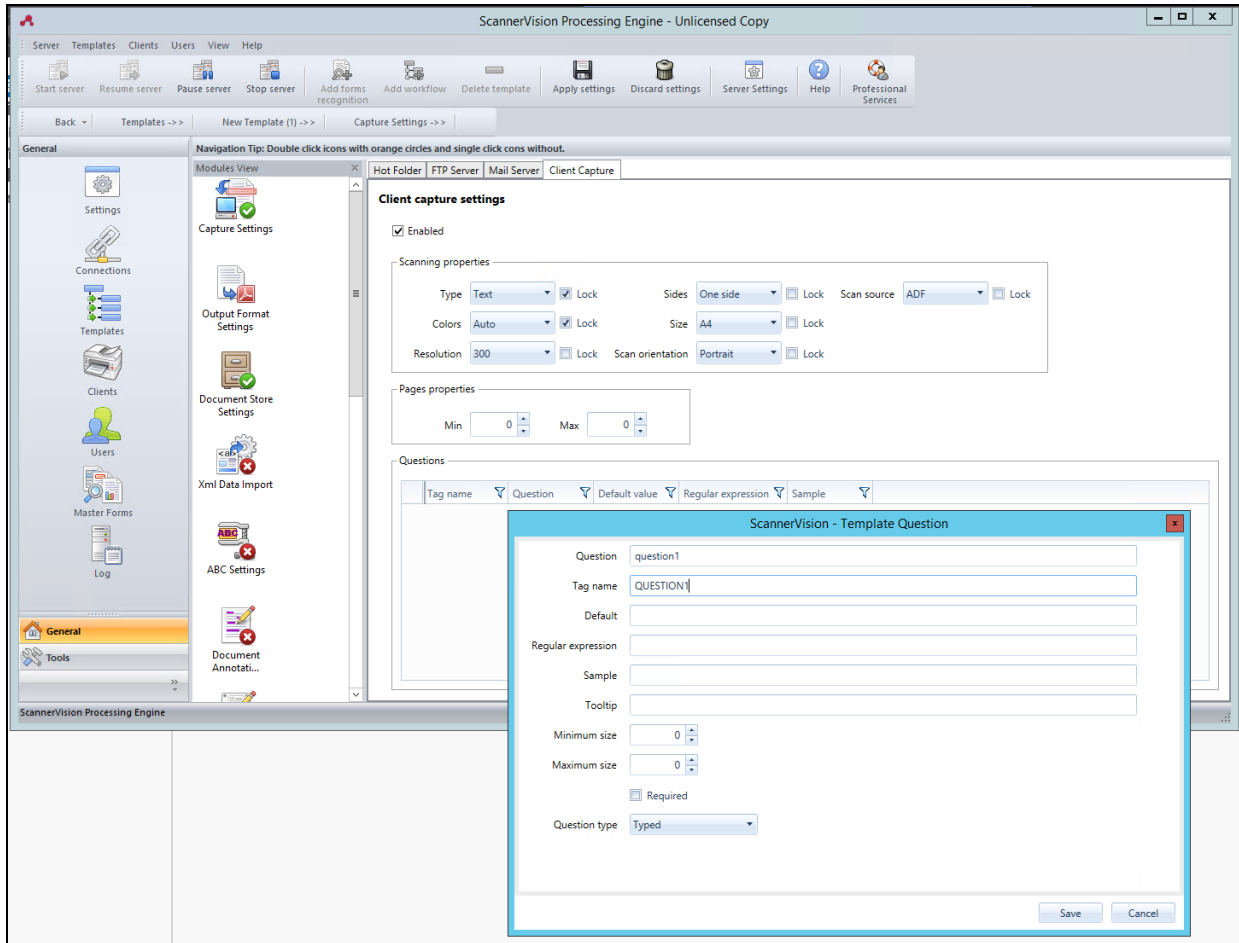 ScannerVision Processing Engine - Unlicensed Copy
Server Templates Clients Users View Help
Start server Resume server Pause server Stop server Add forms recognition Add workflow Delete template Apply settings Discard settings Server Settings Help Professional Services
Back Templates ->> New Template (1) ->> Capture Settings ->>
General
Navigation Tip: Double click icons with orange circles and single click cons without.
Settings
Connections
Templates
Clients
Users
Master Forms
Log
General
Tools
Modules View
Capture Settings
Output Format
Settings
Document Store
Settings
Xml Data Import
ABC Settings
Document
Annotati...
Hot Folder FTP Server Mail Server Client Capture
Client capture settings
Enabled
Scanning properties
Type Text Lock Sides One side Lock Scan source ADF Lock
Colors Auto Lock Size A4 Lock
Resolution 300 Lock Scan orientation Portrait Lock
Pages properties
Min 0 Max 0
Questions
Tag name Question Default value Regular expression Sample
ScannerVision - Template Question
Question question1
Tag name QUESTION1
Default
Regular expression
Sample
Tooltip
Minimum size 0
Maximum size 0
Required
Question type Typed
Save Cancel
ScannerVision Processing Engine